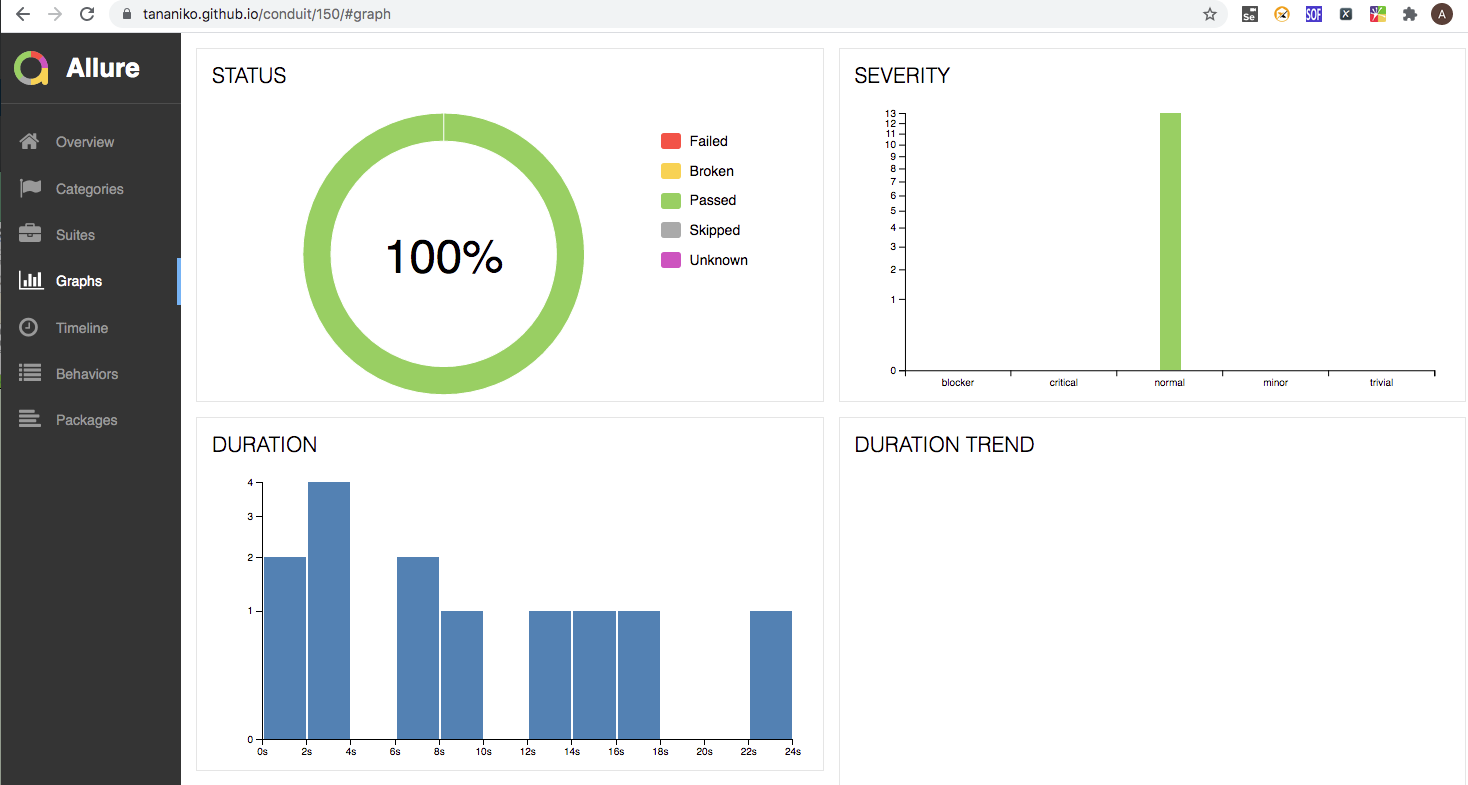 tananiko.github.io/conduit/150/#graph
Se
SOF
X
A
Allure
Overview
Categories
Suites
Graphs
Timeline
Behaviors
Packages
STATUS
100%
Failed
Broken
Passed
Skipped
Unknown
SEVERITY
13
12
11
10
9
8
7
6
5
4
3
2
1
0
blocker critical normal minor trivial
DURATION
4
3
2
1
0
0s 2s 4s 6s 8s 10s 12s 14s 16s 18s 20s 22s 24s
DURATION TREND